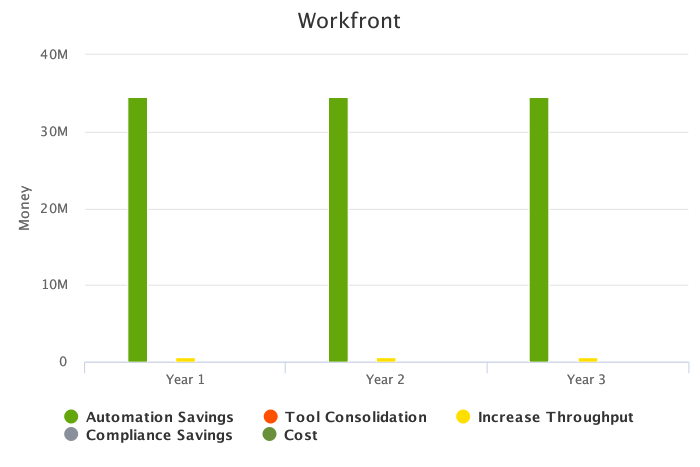 Workfront
40M
30M
20M
10M
0
Money
Year 1
Year 2
Year 3
Automation Savings
Tool Consolidation
Increase Throughput
Compliance Savings
Cost